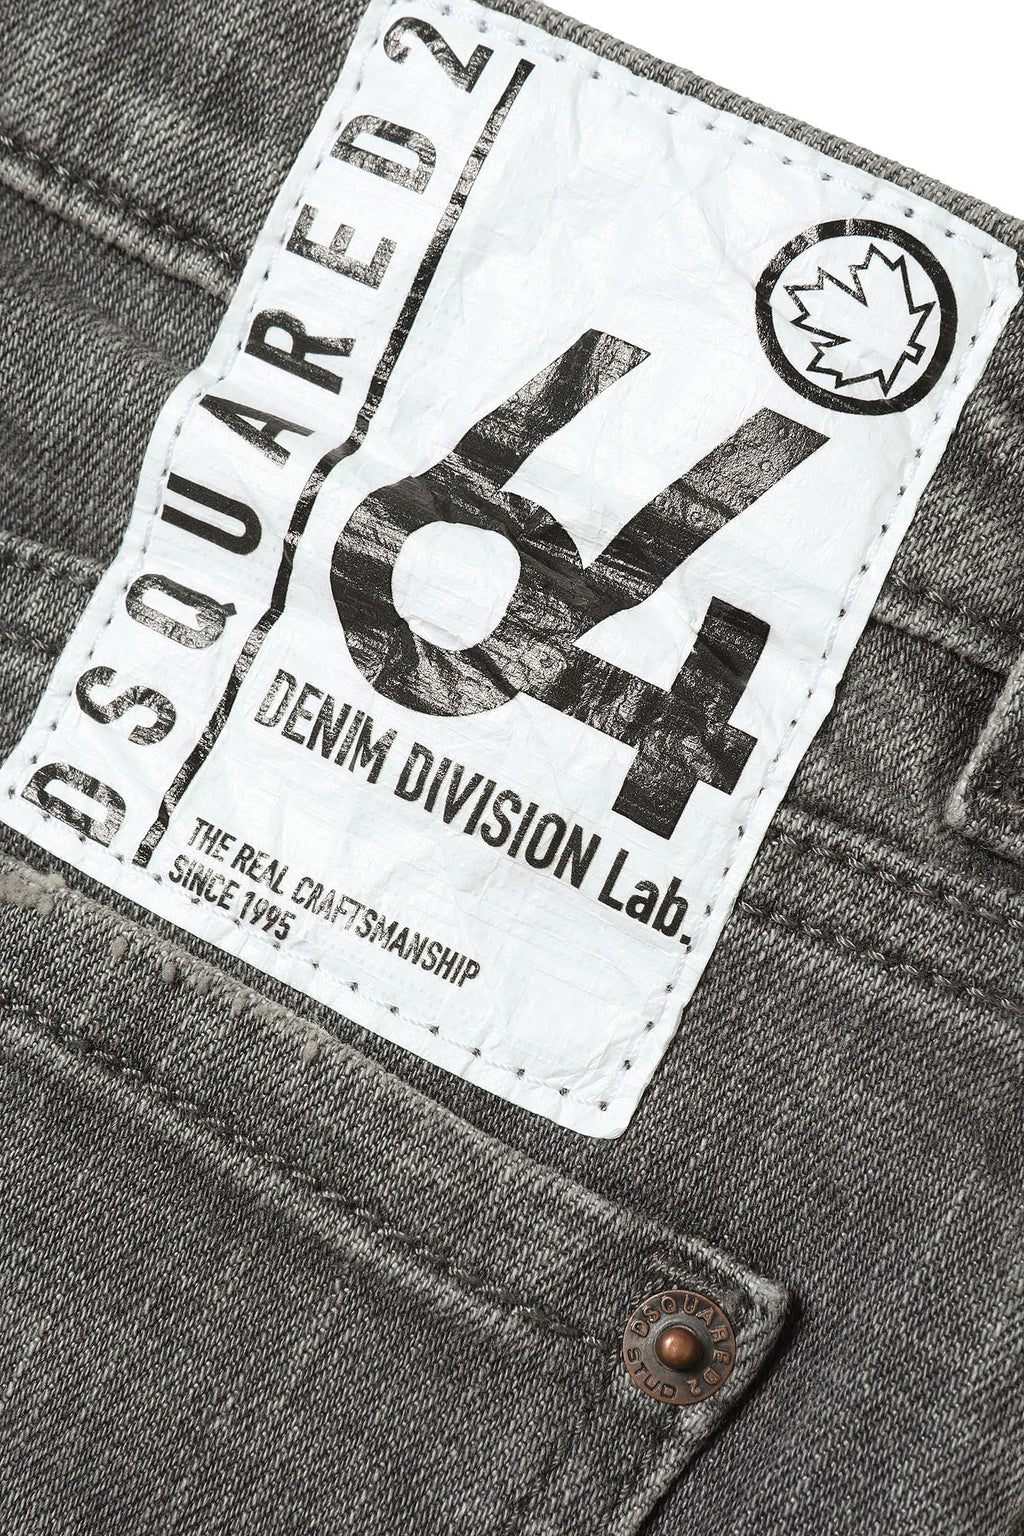 DSQUARED2
64
DENIM DIVISION Lab.
THE REAL CRAFTSMANSHIP
SINCE 1995
DSQUARED2
STUD